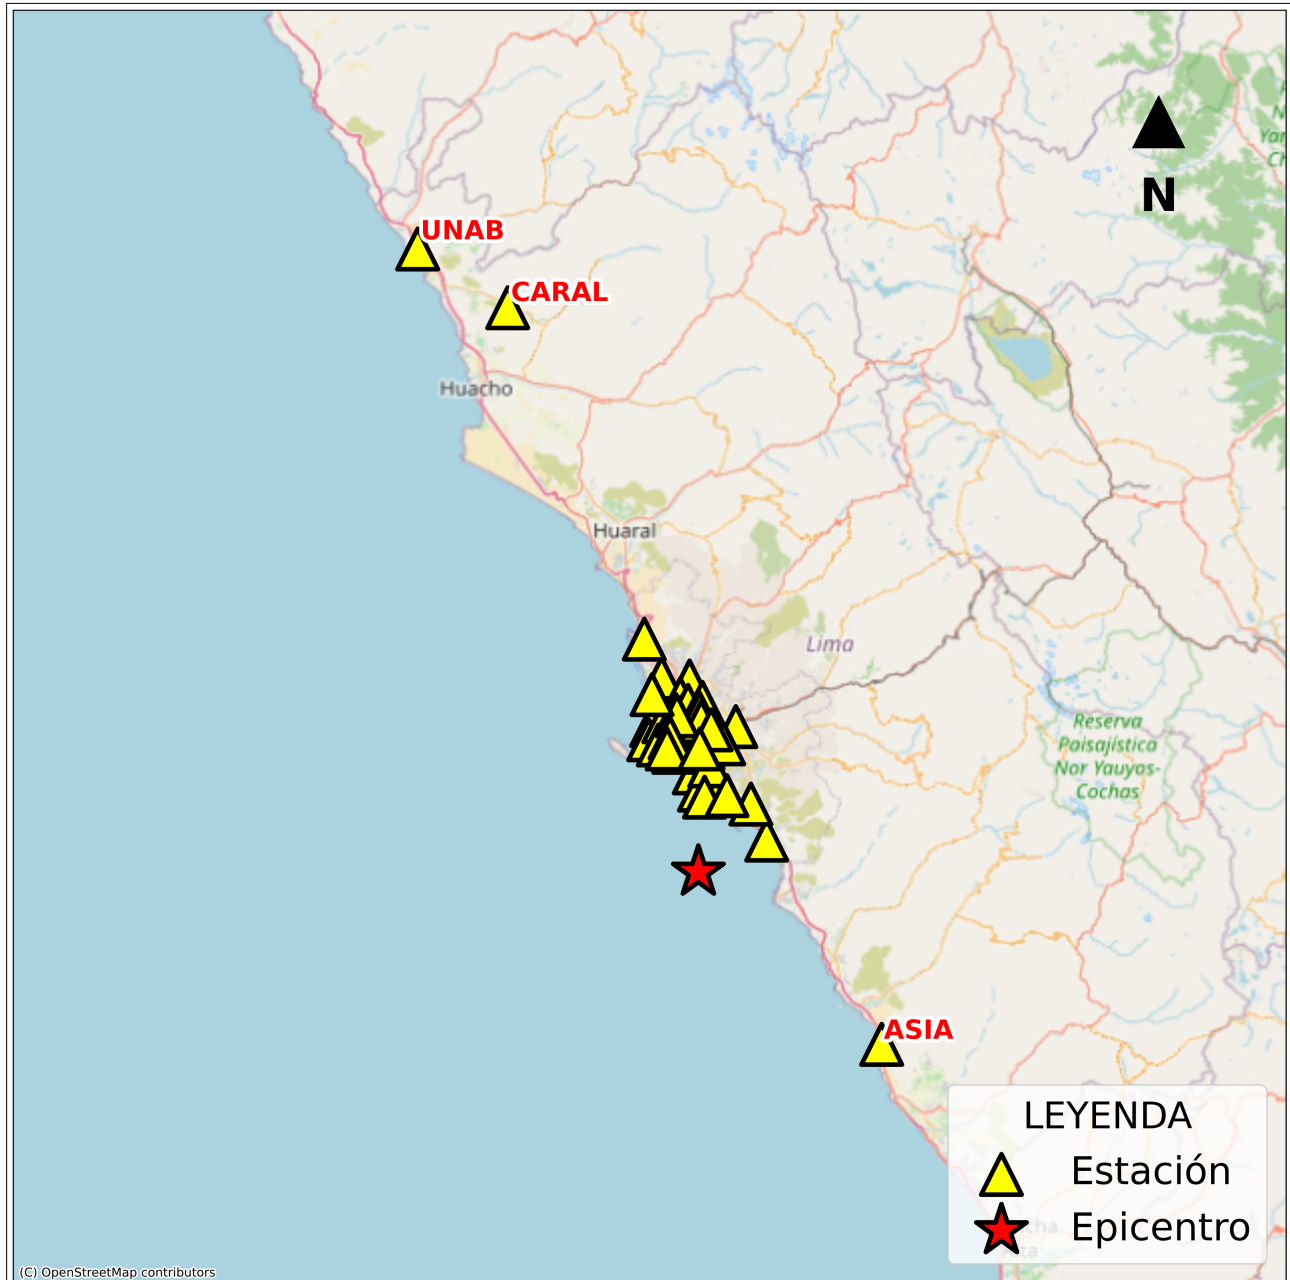 N
UNAB
CARAL
Huacho
Huaral
Lima
Reserva
Paisajística
Nor Yauyos-
Cochas
ASIA
LEYENDA
Estación
Epicentro
(C) OpenStreetMap contributors